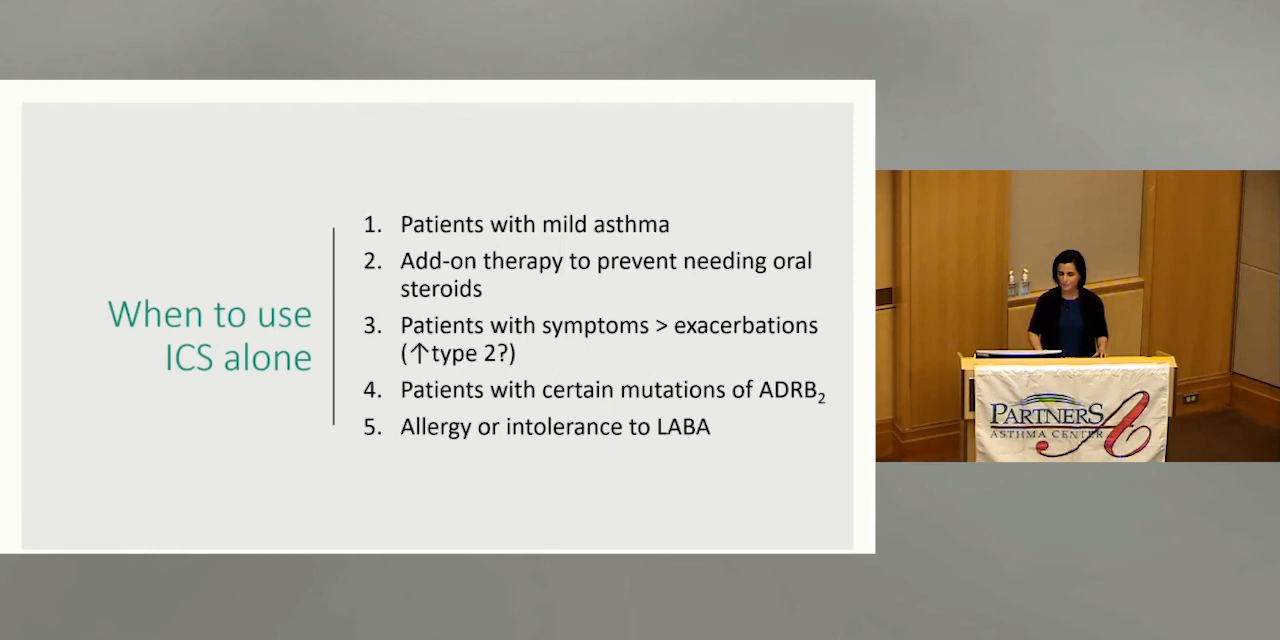 When to use
ICS alone
1. Patients with mild asthma
2. Add-on therapy to prevent needing oral
steroids
3. Patients with symptoms > exacerbations
(↑type 2?)
4. Patients with certain mutations of ADRB₂
5. Allergy or intolerance to LABA
PARTNERS
ASTHMA CENTER
A